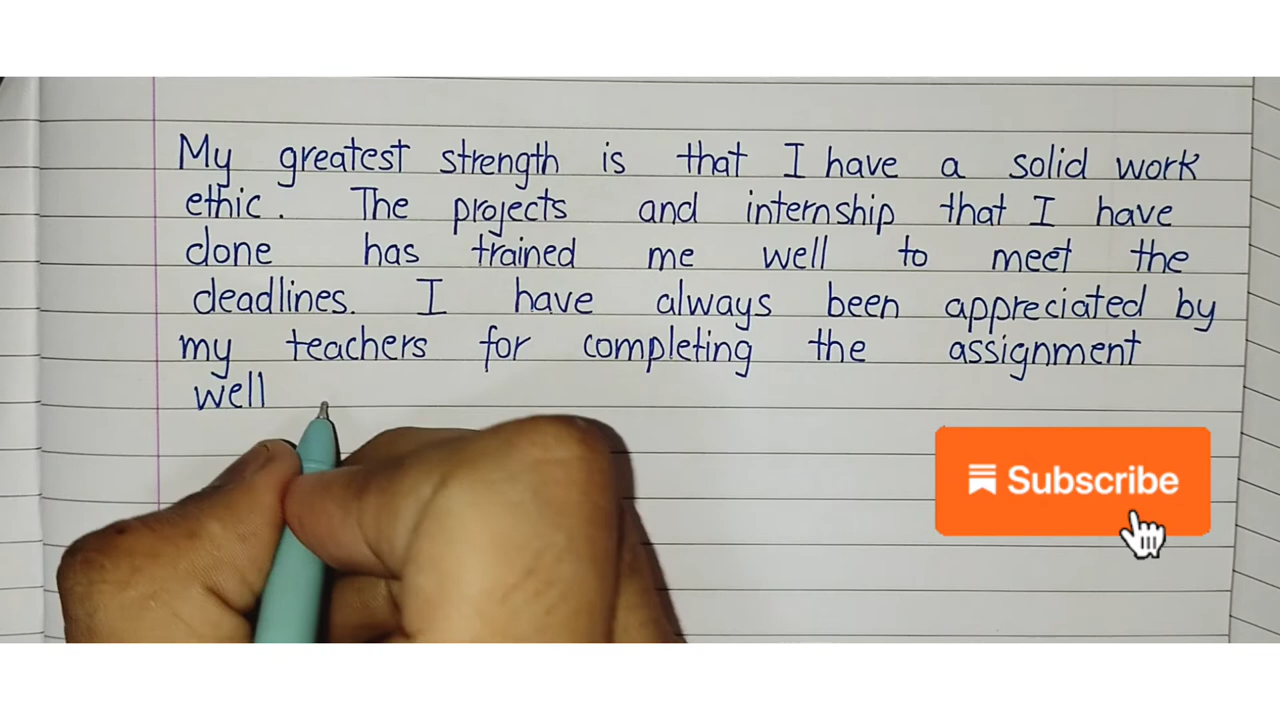 My greatest strength is that I have a solid work
ethic. The projects and internship that I have
done has trained me well to meet the
deadlines. I have always been appreciated by
my teachers for completing the assignment
well
Subscribe